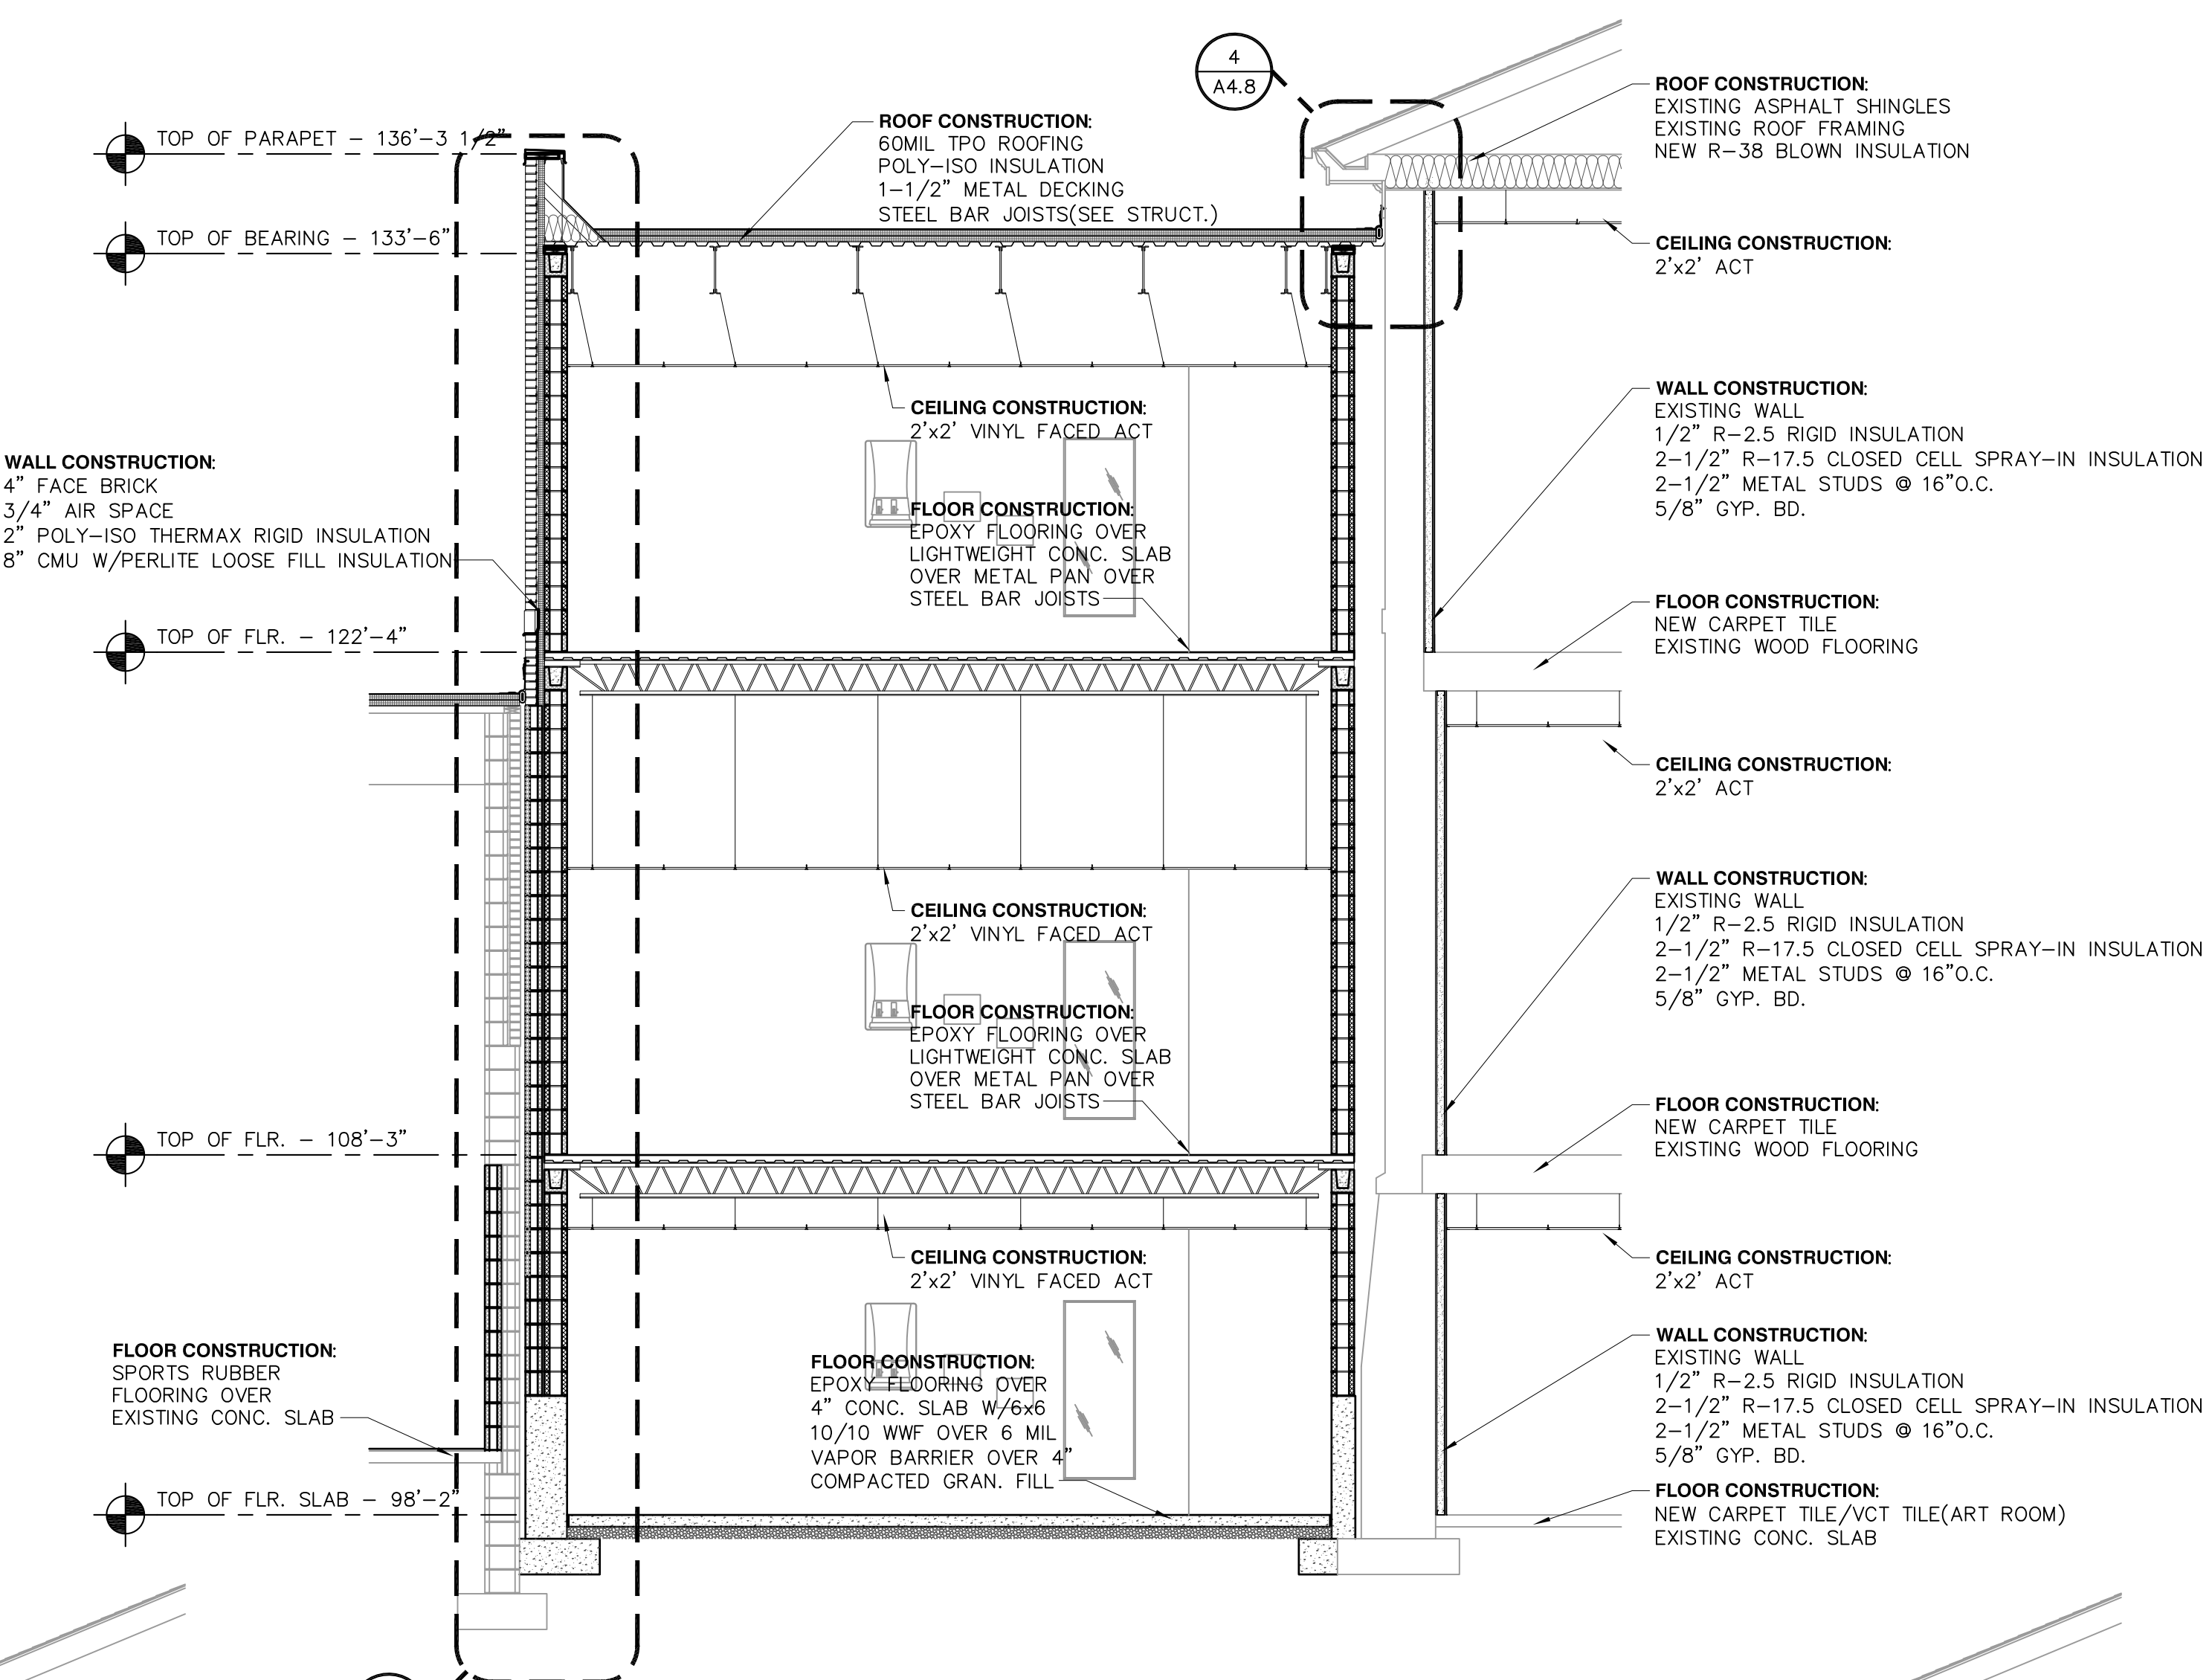 4
A4.8
ROOF CONSTRUCTION:
60MIL TPO ROOFING
POLY-ISO INSULATION
1-1/2" METAL DECKING
STEEL BAR JOISTS(SEE STRUCT.)
ROOF CONSTRUCTION:
EXISTING ASPHALT SHINGLES
EXISTING ROOF FRAMING
NEW R-38 BLOWN INSULATION
TOP OF PARAPET - 136'-3 1/2"
TOP OF BEARING - 133'-6"
CEILING CONSTRUCTION:
2'x2' ACT
CEILING CONSTRUCTION:
2'x2' VINYL FACED ACT
WALL CONSTRUCTION:
EXISTING WALL
1/2" R-2.5 RIGID INSULATION
2-1/2" R-17.5 CLOSED CELL SPRAY-IN INSULATION
2-1/2" METAL STUDS @ 16"O.C.
5/8" GYP. BD.
WALL CONSTRUCTION:
4" FACE BRICK
3/4" AIR SPACE
2" POLY-ISO THERMAX RIGID INSULATION
8" CMU W/PERLITE LOOSE FILL INSULATION
FLOOR CONSTRUCTION:
EPOXY FLOORING OVER
LIGHTWEIGHT CONC. SLAB
OVER METAL PAN OVER
STEEL BAR JOISTS
FLOOR CONSTRUCTION:
NEW CARPET TILE
EXISTING WOOD FLOORING
TOP OF FLR. - 122'-4"
CEILING CONSTRUCTION:
2'x2' ACT
CEILING CONSTRUCTION:
2'x2' VINYL FACED ACT
WALL CONSTRUCTION:
EXISTING WALL
1/2" R-2.5 RIGID INSULATION
2-1/2" R-17.5 CLOSED CELL SPRAY-IN INSULATION
2-1/2" METAL STUDS @ 16"O.C.
5/8" GYP. BD.
FLOOR CONSTRUCTION:
EPOXY FLOORING OVER
LIGHTWEIGHT CONC. SLAB
OVER METAL PAN OVER
STEEL BAR JOISTS
FLOOR CONSTRUCTION:
NEW CARPET TILE
EXISTING WOOD FLOORING
TOP OF FLR. - 108'-3"
CEILING CONSTRUCTION:
2'x2' VINYL FACED ACT
CEILING CONSTRUCTION:
2'x2' ACT
FLOOR CONSTRUCTION:
SPORTS RUBBER
FLOORING OVER
EXISTING CONC. SLAB
FLOOR CONSTRUCTION:
EPOXY FLOORING OVER
4" CONC. SLAB W/6x6
10/10 WWF OVER 6 MIL
VAPOR BARRIER OVER 4"
COMPACTED GRAN. FILL
WALL CONSTRUCTION:
EXISTING WALL
1/2" R-2.5 RIGID INSULATION
2-1/2" R-17.5 CLOSED CELL SPRAY-IN INSULATION
2-1/2" METAL STUDS @ 16"O.C.
5/8" GYP. BD.
TOP OF FLR. SLAB - 98'-2"
FLOOR CONSTRUCTION:
NEW CARPET TILE/VCT TILE(ART ROOM)
EXISTING CONC. SLAB